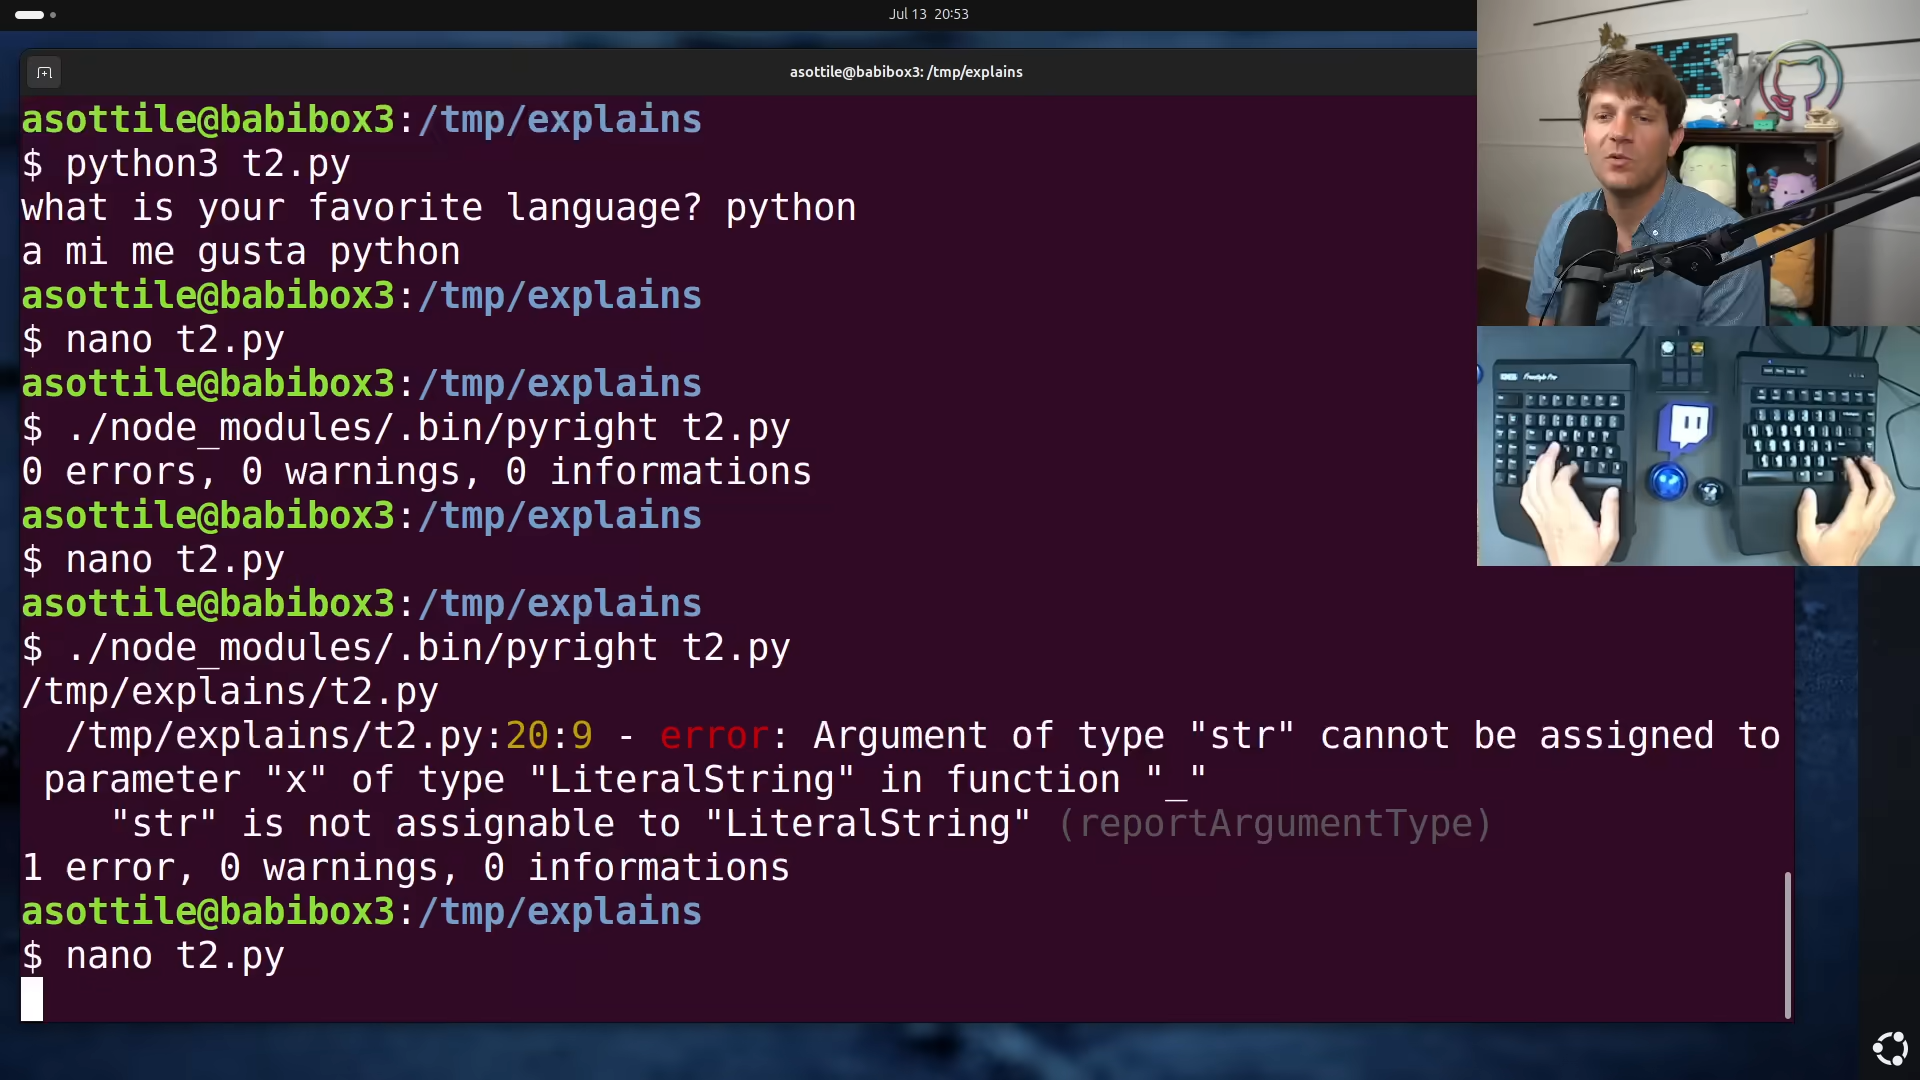 Jul 13 20:53
asottile@babibox3: /tmp/explains
asottile@babibox3:/tmp/explains
$ python3 t2.py
what is your favorite language? python
a mi me gusta python
asottile@babibox3:/tmp/explains
$ nano t2.py
asottile@babibox3:/tmp/explains
$ ./node_modules/.bin/pyright t2.py
0 errors, 0 warnings, 0 informations
asottile@babibox3:/tmp/explains
$ nano t2.py
asottile@babibox3:/tmp/explains
$ ./node_modules/.bin/pyright t2.py
/tmp/explains/t2.py
/tmp/explains/t2.py:20:9 - error: Argument of type "str" cannot be assigned to
parameter "x" of type "LiteralString" in function "_"
"str" is not assignable to "LiteralString" (reportArgumentType)
1 error, 0 warnings, 0 informations
asottile@babibox3:/tmp/explains
$ nano t2.py
Freestyle Pro